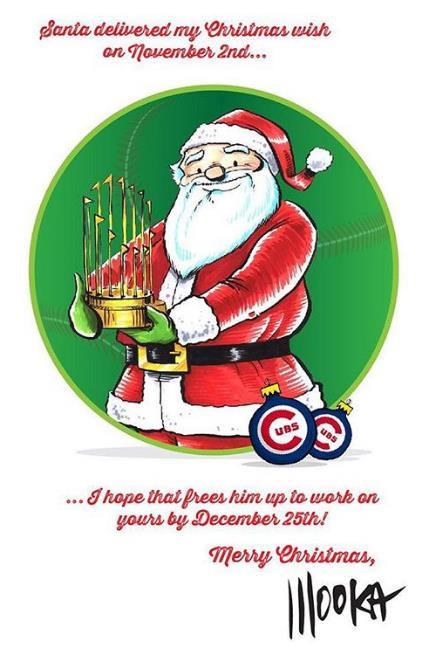 Santa delivered my Christmas wish
on November 2nd...
CUBS
CUBS
... I hope that frees him up to work on
yours by December 25th!
Merry Christmas,
MOOKA